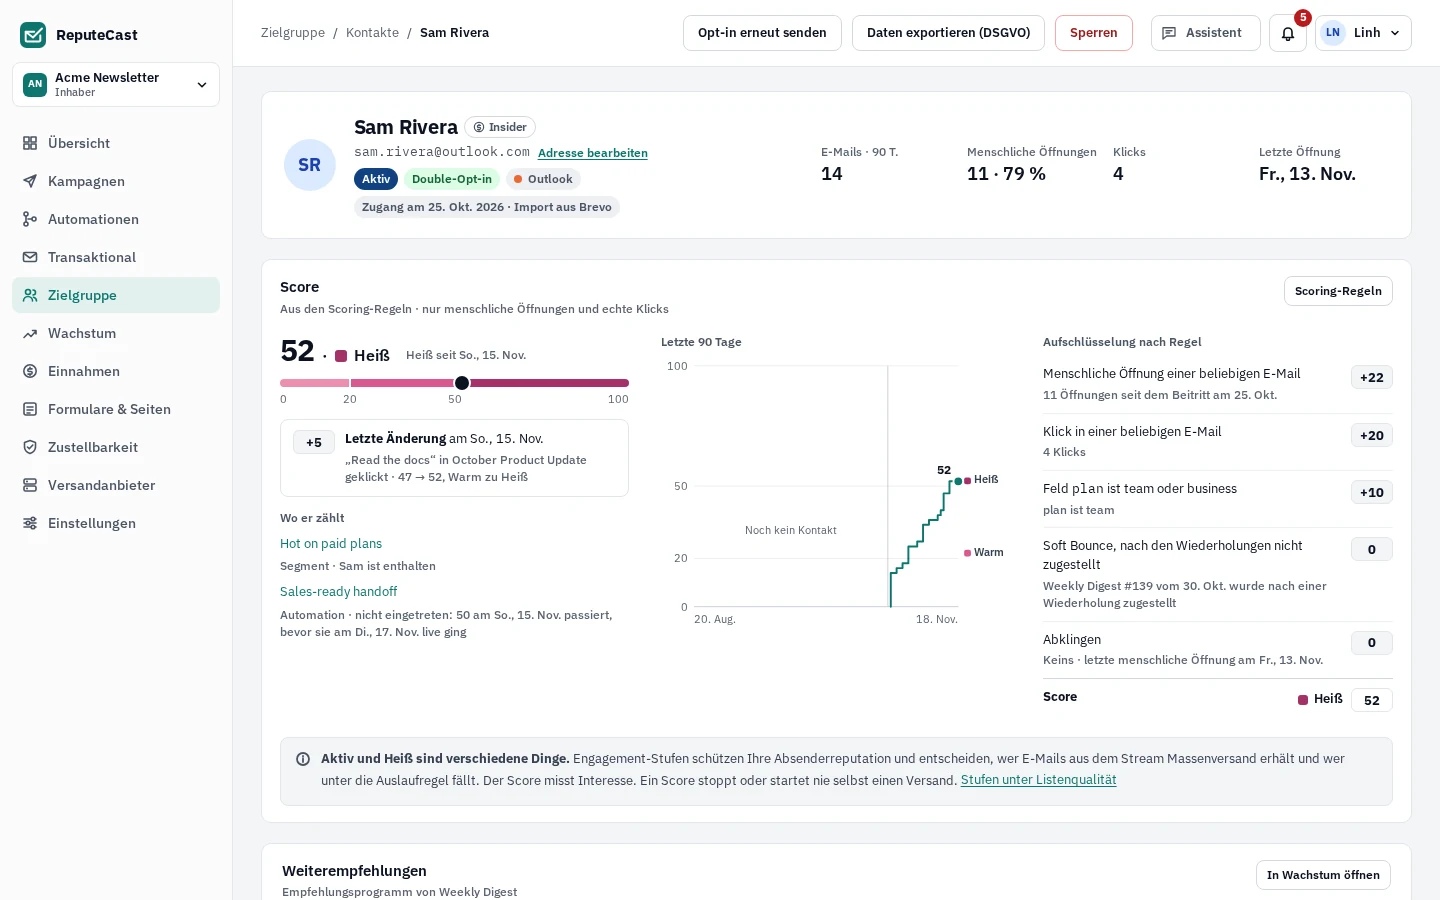 ReputeCast
AN
Acme Newsletter
Inhaber
Übersicht
Kampagnen
Automationen
Transaktional
Zielgruppe
Wachstum
Einnahmen
Formulare & Seiten
Zustellbarkeit
Versandanbieter
Einstellungen
Zielgruppe / Kontakte / Sam Rivera
Opt-in erneut senden
Daten exportieren (DSGVO)
Sperren
Assistent
5
LN Linh
SR
Sam Rivera Insider
sam.rivera@outlook.com Adresse bearbeiten
Aktiv Double-Opt-in Outlook
Zugang am 25. Okt. 2026 · Import aus Brevo
E-Mails · 90 T.
14
Menschliche Öffnungen
11 · 79 %
Klicks
4
Letzte Öffnung
Fr., 13. Nov.
Score
Aus den Scoring-Regeln · nur menschliche Öffnungen und echte Klicks
Scoring-Regeln
52 · Heiß Heiß seit So., 15. Nov.
0 20 50 100
+5
Letzte Änderung am So., 15. Nov.
„Read the docs“ in October Product Update
geklickt · 47 → 52, Warm zu Heiß
Wo er zählt
Hot on paid plans
Segment · Sam ist enthalten
Sales-ready handoff
Automation · nicht eingetreten: 50 am So., 15. Nov. passiert,
bevor sie am Di., 17. Nov. live ging
Letzte 90 Tage
100
50
20
0
Noch kein Kontakt
52
Heiß
Warm
20. Aug. 18. Nov.
Aufschlüsselung nach Regel
Menschliche Öffnung einer beliebigen E-Mail
11 Öffnungen seit dem Beitritt am 25. Okt.
+22
Klick in einer beliebigen E-Mail
4 Klicks
+20
Feld plan ist team oder business
plan ist team
+10
Soft Bounce, nach den Wiederholungen nicht
zugestellt
Weekly Digest #139 vom 30. Okt. wurde nach einer
Wiederholung zugestellt
0
Abklingen
Keins · letzte menschliche Öffnung am Fr., 13. Nov.
0
Score Heiß 52
Aktiv und Heiß sind verschiedene Dinge. Engagement-Stufen schützen Ihre Absenderreputation und entscheiden, wer E-Mails aus dem Stream Massenversand erhält und wer
unter die Auslaufregel fällt. Der Score misst Interesse. Ein Score stoppt oder startet nie selbst einen Versand. Stufen unter Listenqualität
Weiterempfehlungen
Empfehlungsprogramm von Weekly Digest
In Wachstum öffnen